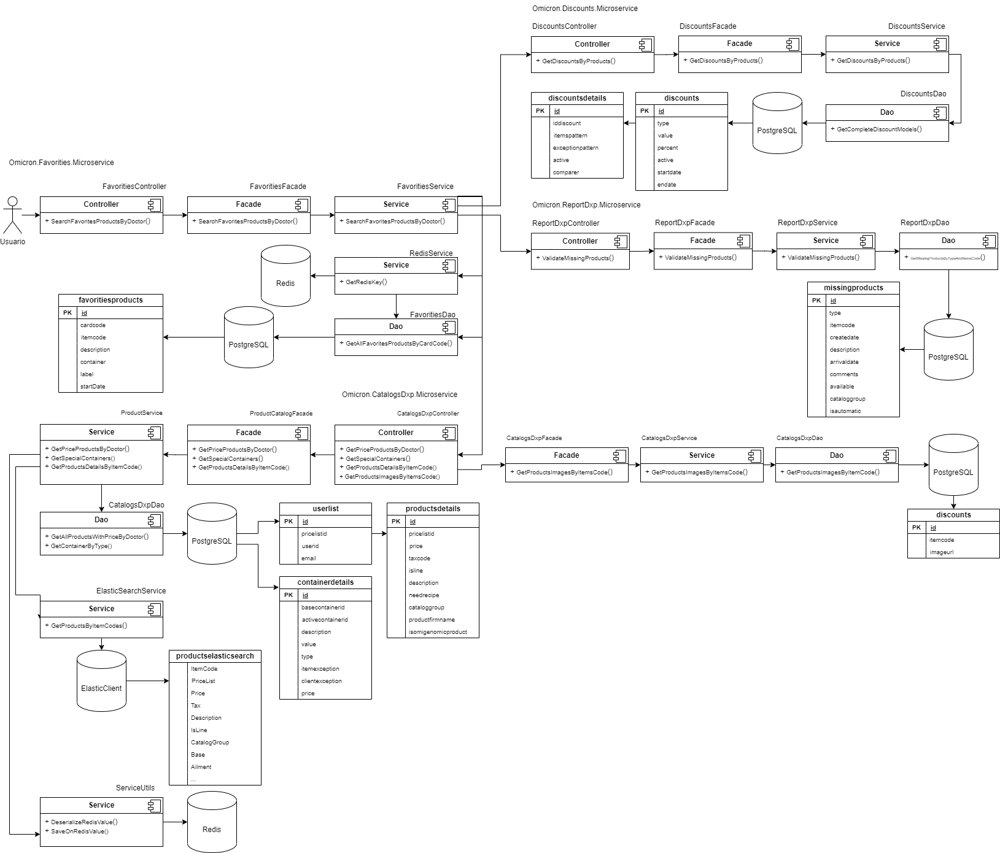 Omicron.Discounts.Microservice
DiscountsController
DiscountsFacade
DiscountsService
Controller
+ GetDiscountsByProducts()
Facade
+ GetDiscountsByProducts()
Service
+ GetDiscountsByProducts()
DiscountsDao
Dao
+ GetCompleteDiscountModels()
PostgreSQL
discounts
PK id
type
value
percent
active
startdate
endate
discountsdetails
PK id
iddiscount
itemspattern
exceptionpattern
active
comparer
Omicron.Favorities.Microservice
Usuario
FavoritiesController
Controller
+ SearchFavoritesProductsByDoctor()
FavoritiesFacade
Facade
+ SearchFavoritesProductsByDoctor()
FavoritiesService
Service
+ SearchFavoritesProductsByDoctor()
Omicron.ReportDxp.Microservice
ReportDxpController
Controller
+ ValidateMissingProducts()
ReportDxpFacade
Facade
+ ValidateMissingProducts()
ReportDxpService
Service
+ ValidateMissingProducts()
ReportDxpDao
Dao
+ GetMissingProductsByTypeAndItemsCode()
PostgreSQL
missingproducts
PK id
type
itemcode
createdate
description
arrivaldate
comments
available
cataloggroup
isautomatic
RedisService
Service
+ GetRedisKey()
Redis
FavoritiesDao
Dao
+ GetAllFavoritesProductsByCardCode()
PostgreSQL
favoritiesproducts
PK id
cardcode
itemcode
description
container
label
startDate
Omicron.CatalogsDxp.Microservice
CatalogsDxpController
Controller
+ GetPriceProductsByDoctor()
+ GetSpecialContainers()
+ GetProductsDetailsByItemCode()
+ GetProductsImagesByItemsCode()
ProductCatalogFacade
Facade
+ GetPriceProductsByDoctor()
+ GetSpecialContainers()
+ GetProductsDetailsByItemCode()
ProductService
Service
+ GetPriceProductsByDoctor()
+ GetSpecialContainers()
+ GetProductsDetailsByItemCode()
CatalogsDxpFacade
Facade
+ GetProductsImagesByItemsCode()
CatalogsDxpService
Service
+ GetProductsImagesByItemsCode()
CatalogsDxpDao
Dao
+ GetProductsImagesByItemCode()
PostgreSQL
discounts
PK id
itemcode
imageurl
CatalogsDxpDao
Dao
+ GetAllProductsWithPriceByDoctor()
+ GetContainerByType()
PostgreSQL
userlist
PK id
pricelistid
userid
email
productsdetails
PK id
pricelistid
price
taxcode
isline
description
needrecipe
cataloggroup
productfirmname
isomigenomicproduct
containerdetails
PK id
basecontainerid
activecontainerid
description
value
type
itemexception
clientexception
price
ElasticSearchService
Service
+ GetProductsByItemCodes()
ElasticClient
productselasticsearch
ItemCode
PriceList
Price
Tax
Description
IsLine
CatalogGroup
Base
Ailment
...
ServiceUtils
Service
+ DeserializeRedisValue()
+ SaveOnRedisValue()
Redis